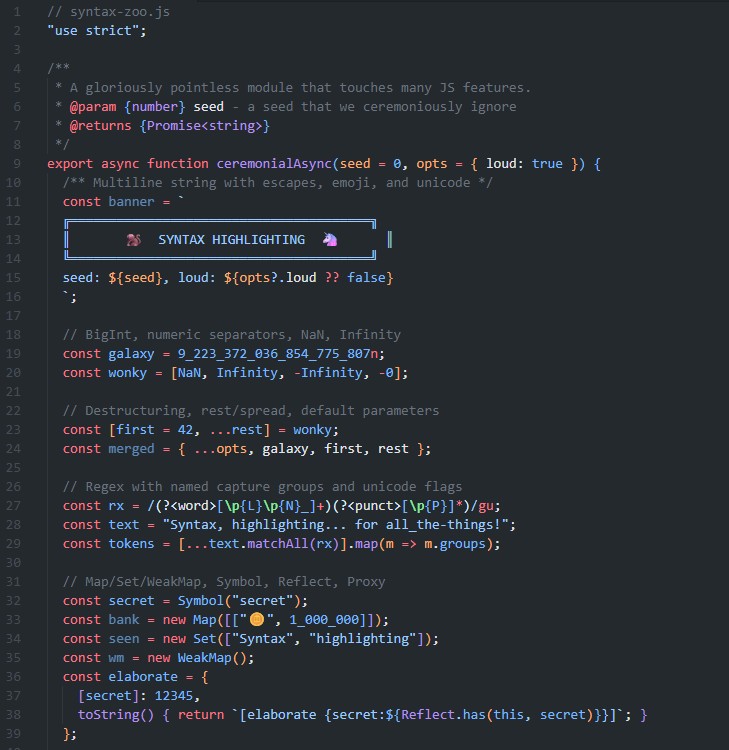 1 // syntax-zoo.js
2 "use strict";
3
4 /**
5 * A gloriously pointless module that touches many JS features.
6 * @param {number} seed - a seed that we ceremoniously ignore
7 * @returns {Promise<string>}
8 */
9 export async function ceremonialAsync(seed = 0, opts = { loud: true }) {
10 /** Multiline string with escapes, emoji, and unicode */
11 const banner = `
12 ╔════════════════════════════════════════╗
13 ║ 🐿️ SYNTAX HIGHLIGHTING 🦄 ║
14 ╚════════════════════════════════════════╝
15 seed: ${seed}, loud: ${opts?.loud ?? false}
16 `;
17
18 // BigInt, numeric separators, NaN, Infinity
19 const galaxy = 9_223_372_036_854_775_807n;
20 const wonky = [NaN, Infinity, -Infinity, -0];
21
22 // Destructuring, rest/spread, default parameters
23 const [first = 42, ...rest] = wonky;
24 const merged = { ...opts, galaxy, first, rest };
25
26 // Regex with named capture groups and unicode flags
27 const rx = /(?<word>[\p{L}\p{N}_]+)(?<punct>[\p{P}]*)/gu;
28 const text = "Syntax, highlighting... for all_the-things!";
29 const tokens = [...text.matchAll(rx)].map(m => m.groups);
30
31 // Map/Set/WeakMap, Symbol, Reflect, Proxy
32 const secret = Symbol("secret");
33 const bank = new Map([["🪙", 1_000_000]]);
34 const seen = new Set(["Syntax", "highlighting"]);
35 const wm = new WeakMap();
36 const elaborate = {
37 [secret]: 12345,
38 toString() { return `[elaborate {secret:${Reflect.has(this, secret)}}]`; }
39 };